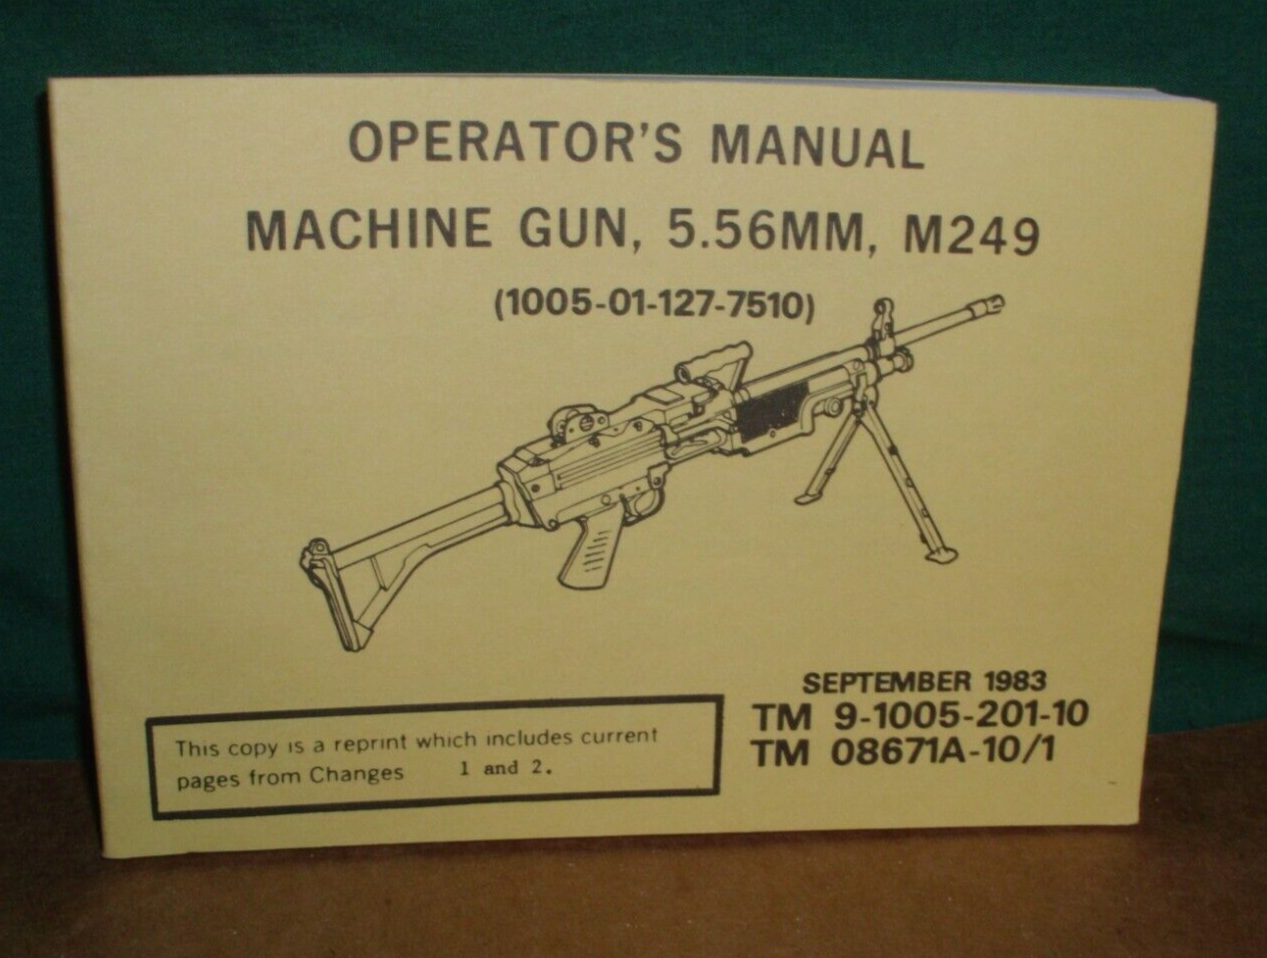 OPERATOR'S MANUAL
MACHINE GUN, 5.56MM, M249
(1005-01-127-7510)
SEPTEMBER 1983
TM 9-1005-201-10
TM 08671A-10/1
This copy is a reprint which includes current
pages from Changes 1 and 2.